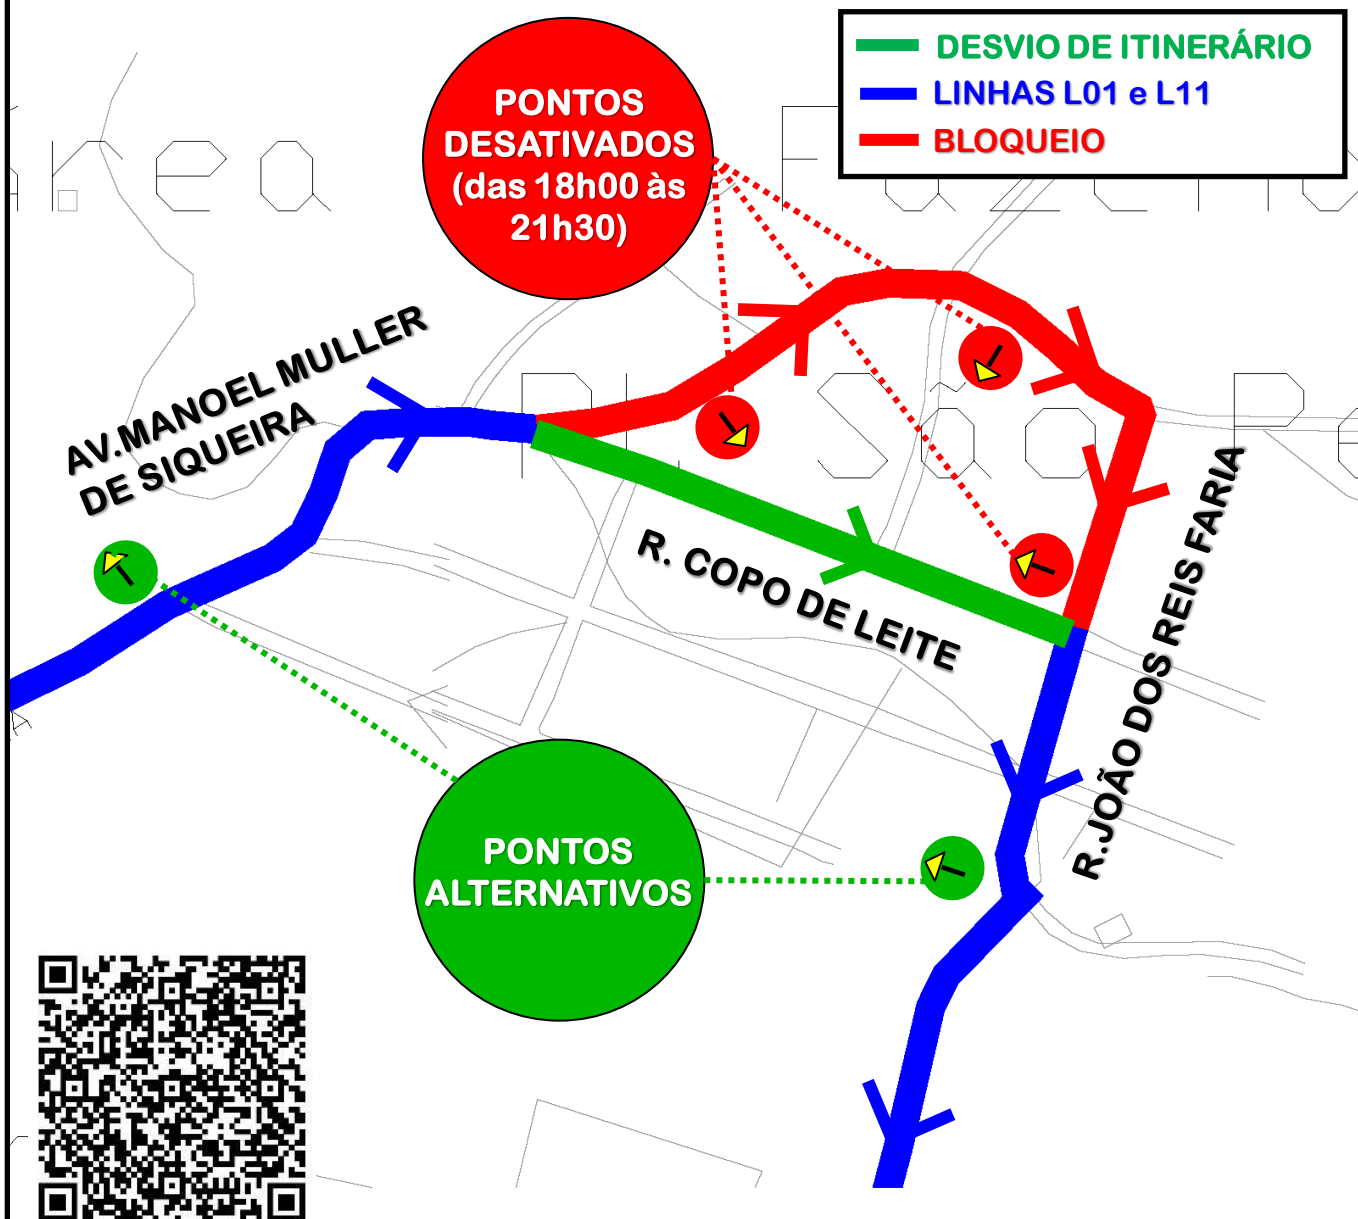 DESVIO DE ITINERÁRIO
LINHAS L01 e L11
BLOQUEIO
PONTOS
DESATIVADOS
(das 18h00 às
21h30)
AV.MANOEL MULLER
DE SIQUEIRA
R. COPO DE LEITE
R.JOÃO DOS REIS FARIA
PONTOS
ALTERNATIVOS